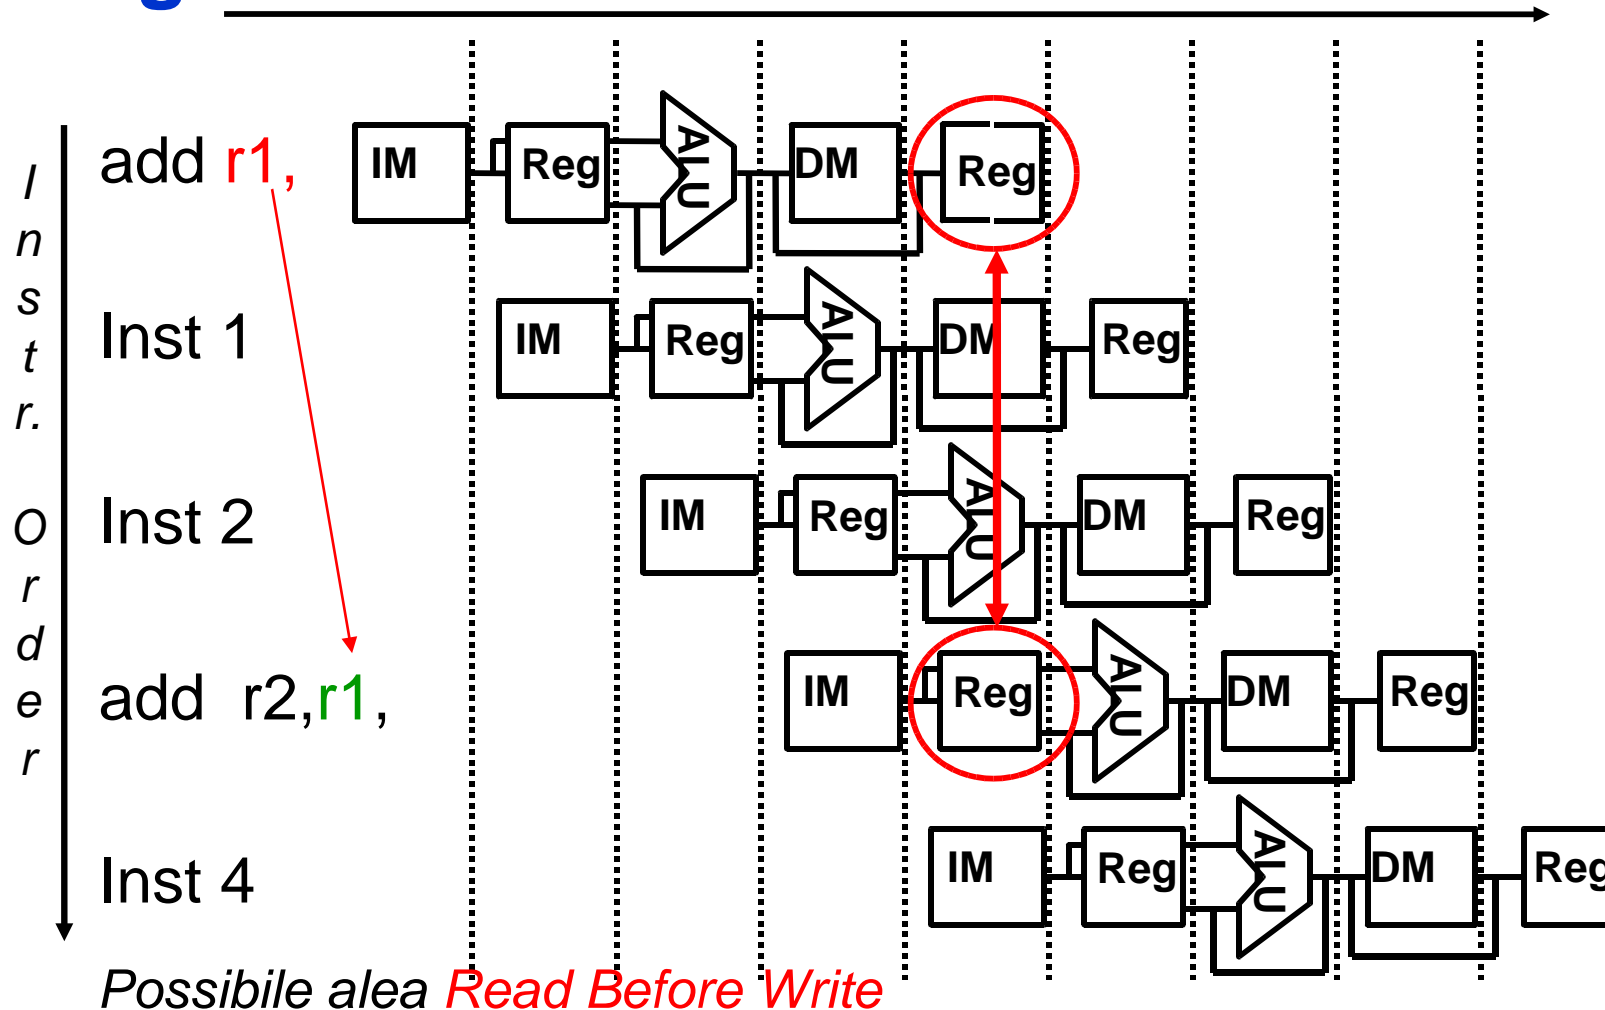 g
Instr. Order
add r1,
IM Reg ALU DM Reg
Inst 1
IM Reg ALU DM Reg
Inst 2
IM Reg ALU DM Reg
add r2,r1,
IM Reg ALU DM Reg
Inst 4
IM Reg ALU DM Reg
Possibile alea Read Before Write